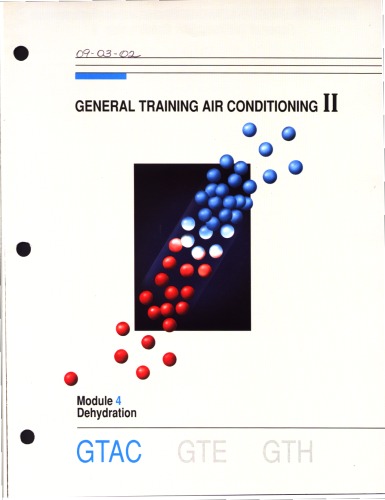 09-03-02
GENERAL TRAINING AIR CONDITIONING II
Module 4
Dehydration
GTAC GTE GTH